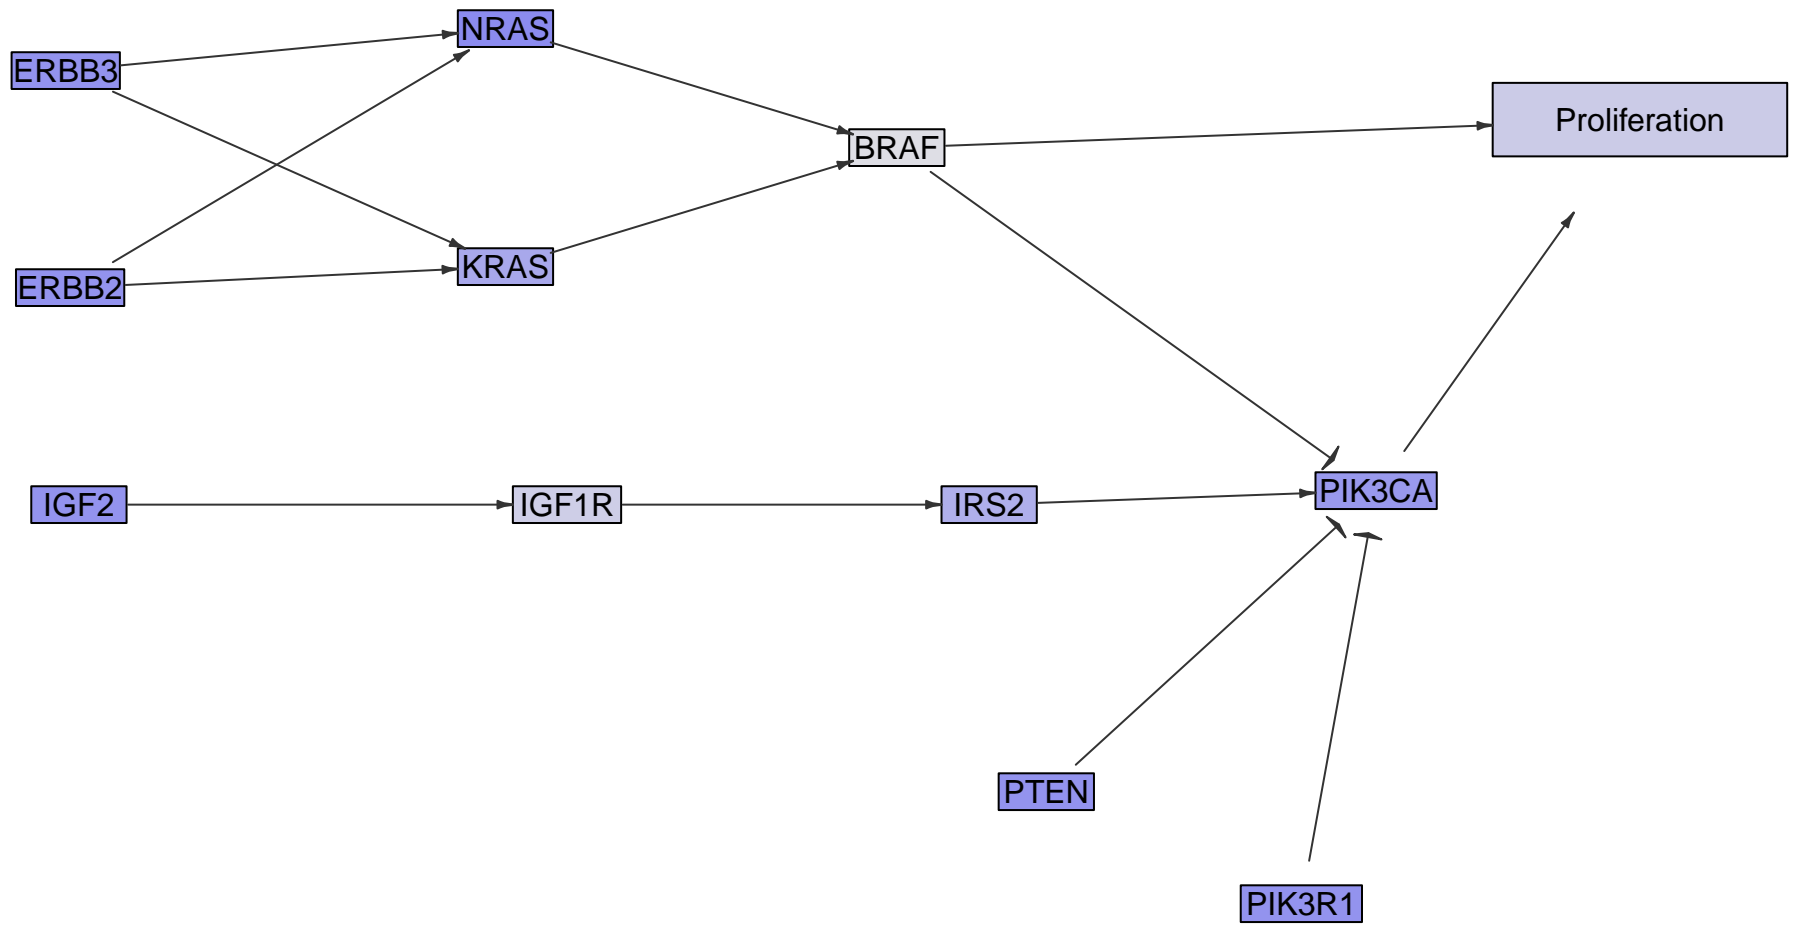 NRAS
ERBB3
Proliferation
BRAF
KRAS
ERBB2
IGF2
IGF1R
IRS2
PIK3CA
PTEN
PIK3R1